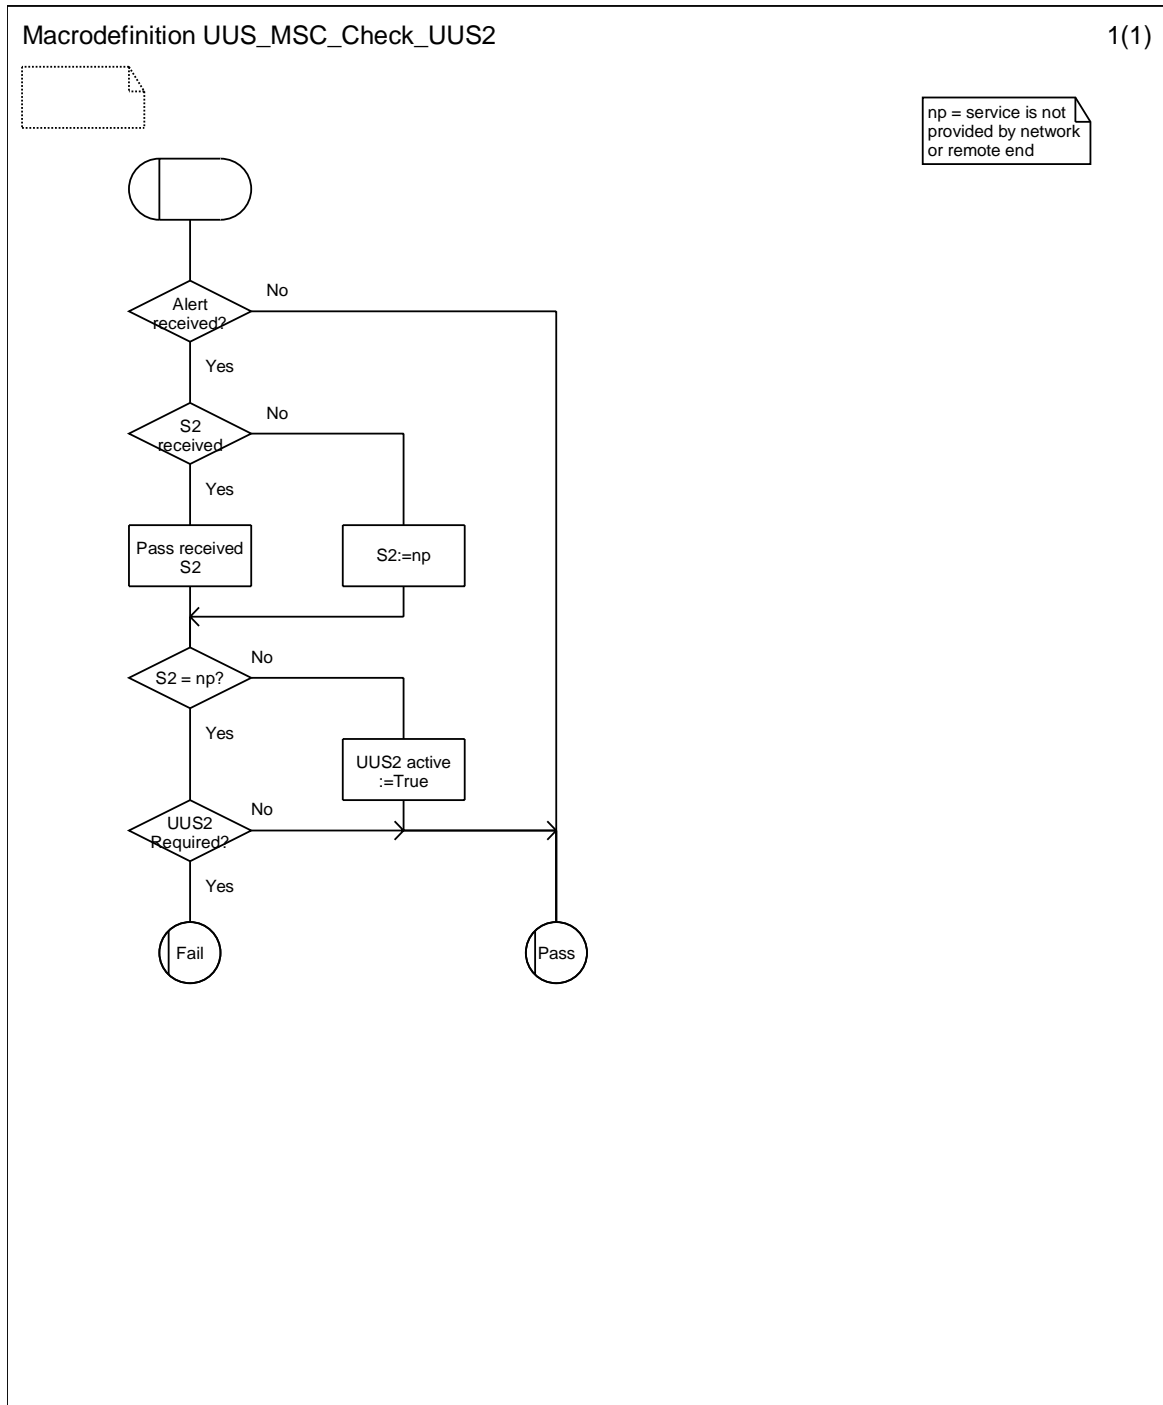 Macrodefinition UUS_MSC_Check_UUS2
1(1)
np = service is not
provided by network
or remote end
Alert
received?
No
Yes
S2
received
No
Yes
Pass received
S2
S2:=np
S2 = np?
No
Yes
UUS2 active
:=True
UUS2
Required?
No
Yes
Fail
Pass